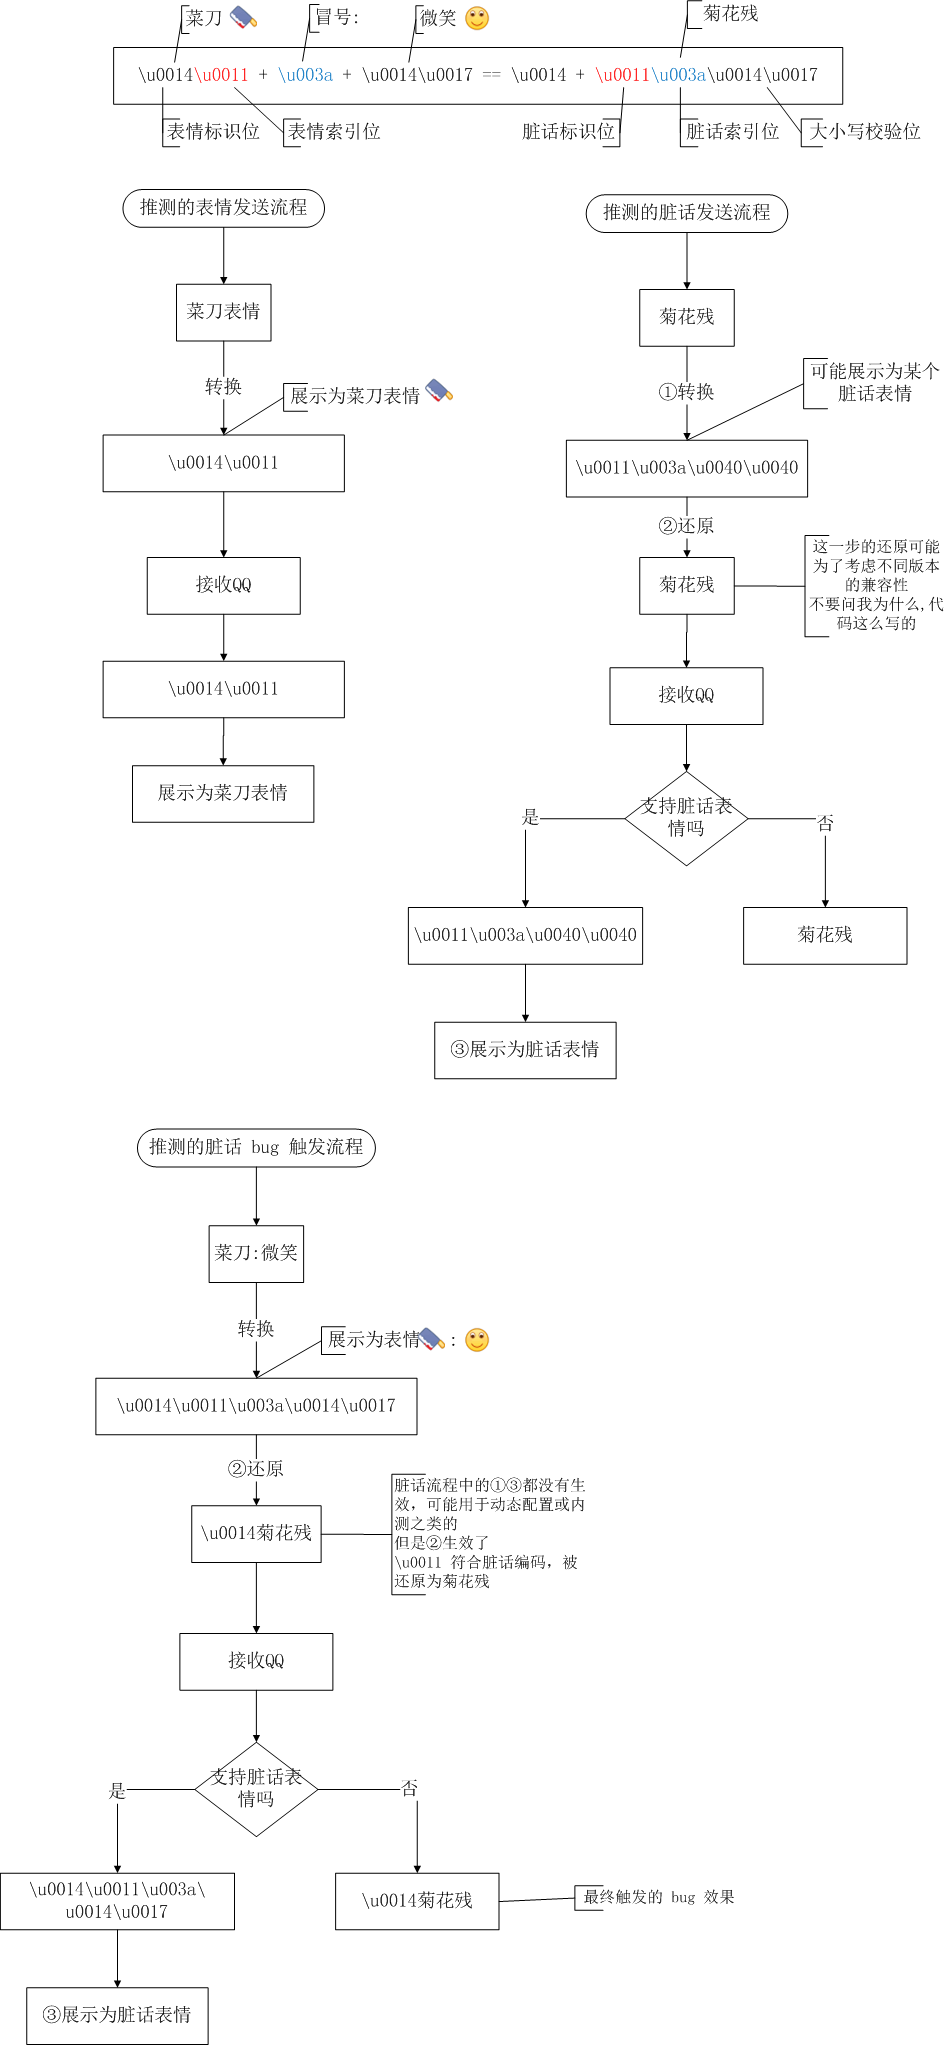 菜刀
冒号:
微笑
菊花残
\u0014\u0011 + \u003a + \u0014\u0017 == \u0014 + \u0011\u003a\u0014\u0017
表情标识位
表情索引位
脏话标识位
脏话索引位
大小写校验位
推测的表情发送流程
菜刀表情
转换
展示为菜刀表情
\u0014\u0011
接收QQ
\u0014\u0011
展示为菜刀表情
推测的脏话发送流程
菊花残
①转换
可能展示为某个
脏话表情
\u0011\u003a\u0040\u0040
②还原
菊花残
这一步的还原可能
为了考虑不同版本
的兼容性
不要问我为什么,代
码这么写的
接收QQ
支持脏话表
情吗
是
否
\u0011\u003a\u0040\u0040
菊花残
③展示为脏话表情
推测的脏话 bug 触发流程
菜刀:微笑
转换
展示为表情 :
\u0014\u0011\u003a\u0014\u0017
②还原
\u0014菊花残
脏话流程中的①③都没有生
效，可能用于动态配置或内
测之类的
但是②生效了
\u0011 符合脏话编码，被
还原为菊花残
接收QQ
支持脏话表
情吗
是
否
\u0014\u0011\u003a\
u0014\u0017
\u0014菊花残
最终触发的 bug 效果
③展示为脏话表情